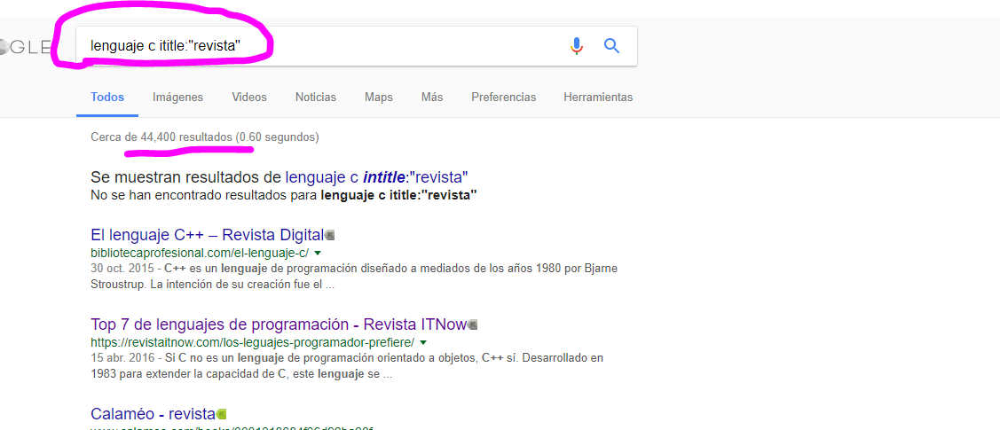 OGLE
lenguaje c ititle:"revista"
Todos Imágenes Videos Noticias Maps Más Preferencias Herramientas
Cerca de 44,400 resultados (0.60 segundos)
Se muestran resultados de lenguaje c intitle:"revista"
No se han encontrado resultados para lenguaje c ititle:"revista"
El lenguaje C++ – Revista Digital
bibliotecaprofesional.com/el-lenguaje-c/
30 oct. 2015 - C++ es un lenguaje de programación diseñado a mediados de los años 1980 por Bjarne
Stroustrup. La intención de su creación fue el ...
Top 7 de lenguajes de programación - Revista ITNow
https://revistaitnow.com/los-leguajes-programador-prefiere/
15 abr. 2016 - Si C no es un lenguaje de programación orientado a objetos, C++ sí. Desarrollado en
1983 para extender la capacidad de C, este lenguaje se ...
Calaméo - revista